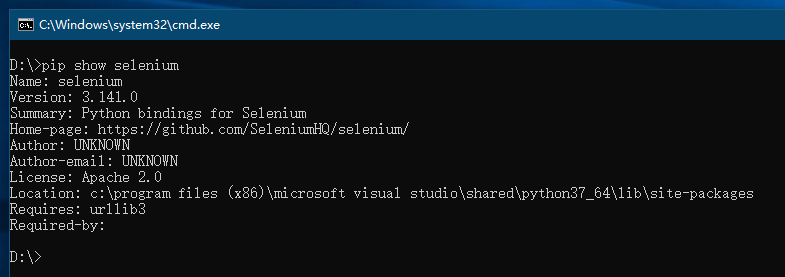 C:\Windows\system32\cmd.exe
D:\>pip show selenium
Name: selenium
Version: 3.141.0
Summary: Python bindings for Selenium
Home-page: https://github.com/SeleniumHQ/selenium/
Author: UNKNOWN
Author-email: UNKNOWN
License: Apache 2.0
Location: c:\program files (x86)\microsoft visual studio\shared\python37_64\lib\site-packages
Requires: urllib3
Required-by:
D:\>